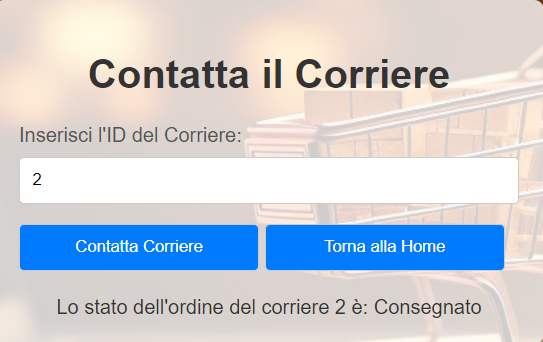 Contatta il Corriere
Inserisci l'ID del Corriere:
2
Contatta Corriere
Torna alla Home
Lo stato dell'ordine del corriere 2 è: Consegnato